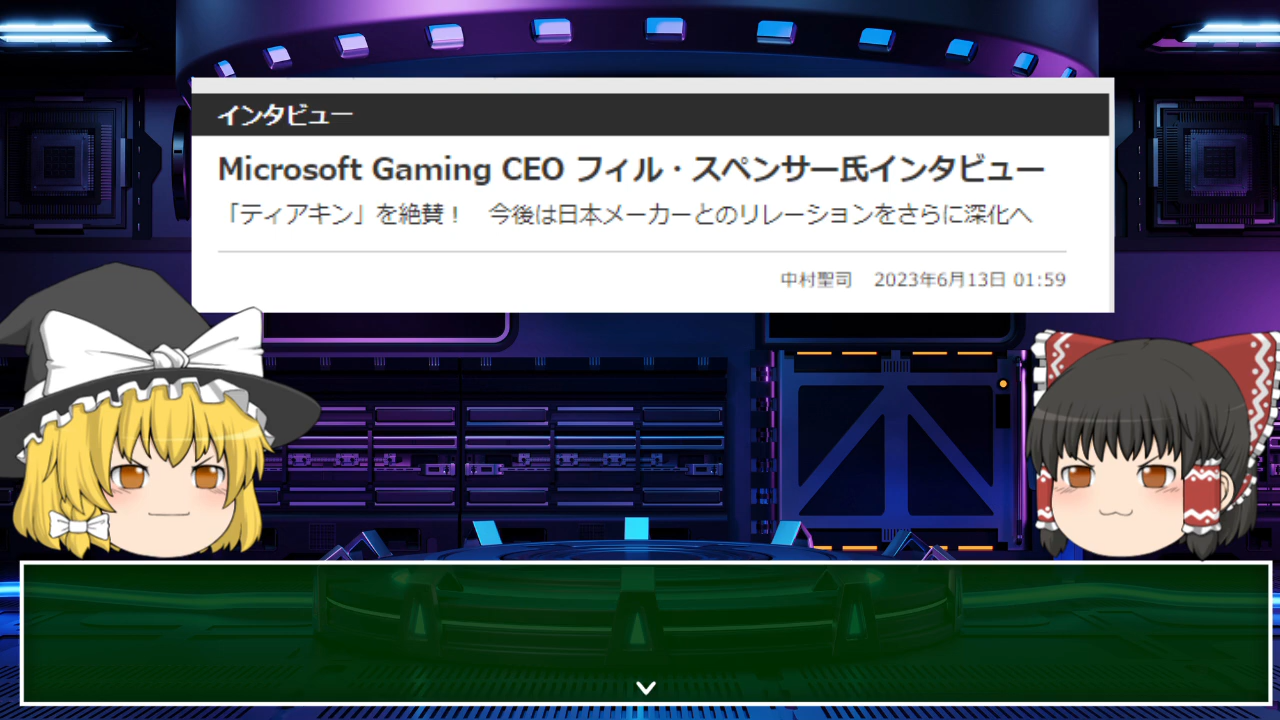 インタビュー
Microsoft Gaming CEO フィル・スペンサー氏インタビュー
「ティアキン」を絶賛！　今後は日本メーカーとのリレーションをさらに深化へ
中村聖司　2023年6月13日 01:59